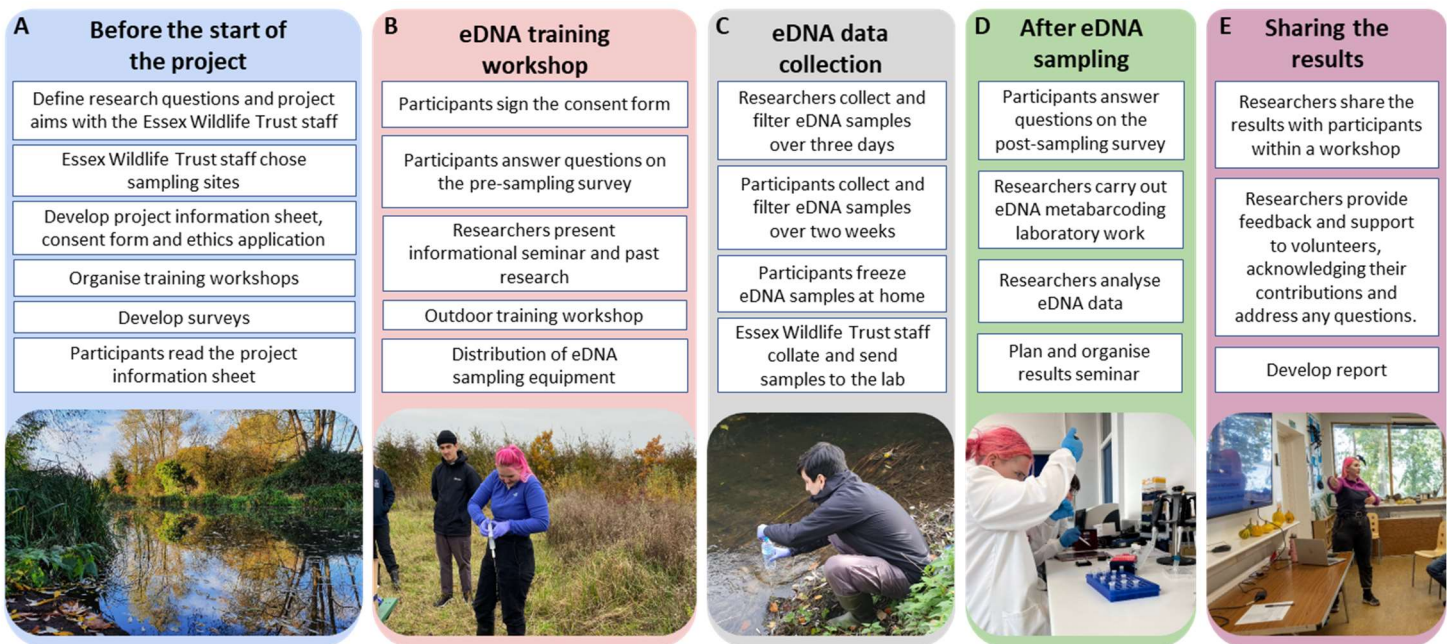 A
Before the start of
the project
Define research questions and project
aims with the Essex Wildlife Trust staff
Essex Wildlife Trust staff chose
sampling sites
Develop project information sheet,
consent form and ethics application
Organise training workshops
Develop surveys
Participants read the project
information sheet
B
eDNA training
workshop
Participants sign the consent form
Participants answer questions on
the pre-sampling survey
Researchers present
informational seminar and past
research
Outdoor training workshop
Distribution of eDNA
sampling equipment
C
eDNA data
collection
Researchers collect and
filter eDNA samples
over three days
Participants collect and
filter eDNA samples
over two weeks
Participants freeze
eDNA samples at home
Essex Wildlife Trust staff
collate and send
samples to the lab
D
After eDNA
sampling
Participants answer
questions on the
post-sampling survey
Researchers carry out
eDNA metabarcoding
laboratory work
Researchers analyse
eDNA data
Plan and organise
results seminar
E
Sharing the
results
Researchers share the
results with participants
within a workshop
Researchers provide
feedback and support
to volunteers,
acknowledging their
contributions and
address any questions.
Develop report